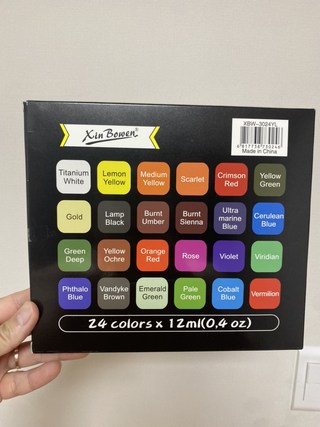 XBW-3024YL
Xin Bowen®
Made in China
Titanium White
Lemon Yellow
Medium Yellow
Scarlet
Crimson Red
Yellow Green
Gold
Lamp Black
Burnt Umber
Burnt Sienna
Ultra marine Blue
Cerulean Blue
Green Deep
Yellow Ochre
Orange Red
Rose
Violet
Viridian
Phthalo Blue
Vandyke Brown
Emerald Green
Pale Green
Cobalt Blue
Vermilion
24 colors x 12ml(0,4 oz)